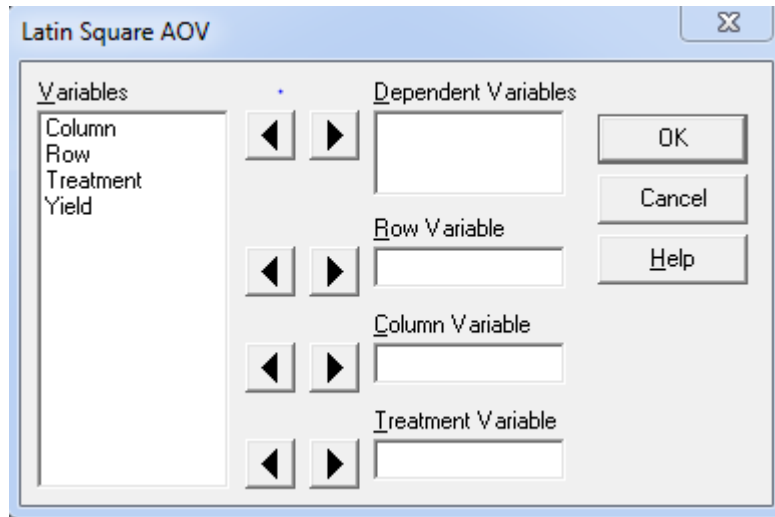 Latin Square AOV
Variables
Column
Row
Treatment
Yield
Dependent Variables
Row Variable
Column Variable
Treatment Variable
OK
Cancel
Help